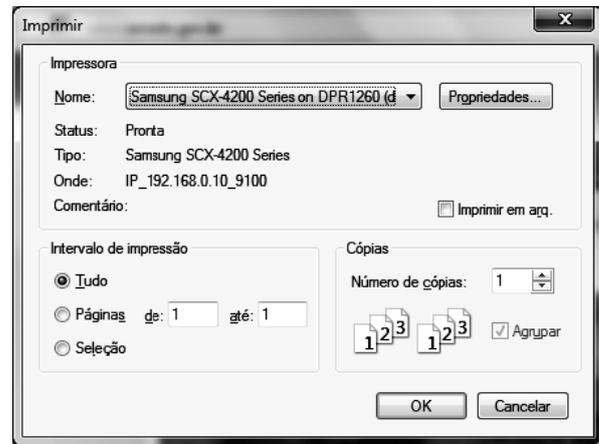 Imprimir
Impressora
Nome: Samsung SCX-4200 Series on DPR1260 (d Propriedades...
Status: Pronta
Tipo: Samsung SCX-4200 Series
Onde: IP_192.168.0.10_9100
Comentário: Imprimir em arq.
Intervalo de impressão
Tudo
Páginas de: 1 até: 1
Seleção
Cópias
Número de cópias: 1
1 2 3 1 2 3 Agrupar
OK Cancelar